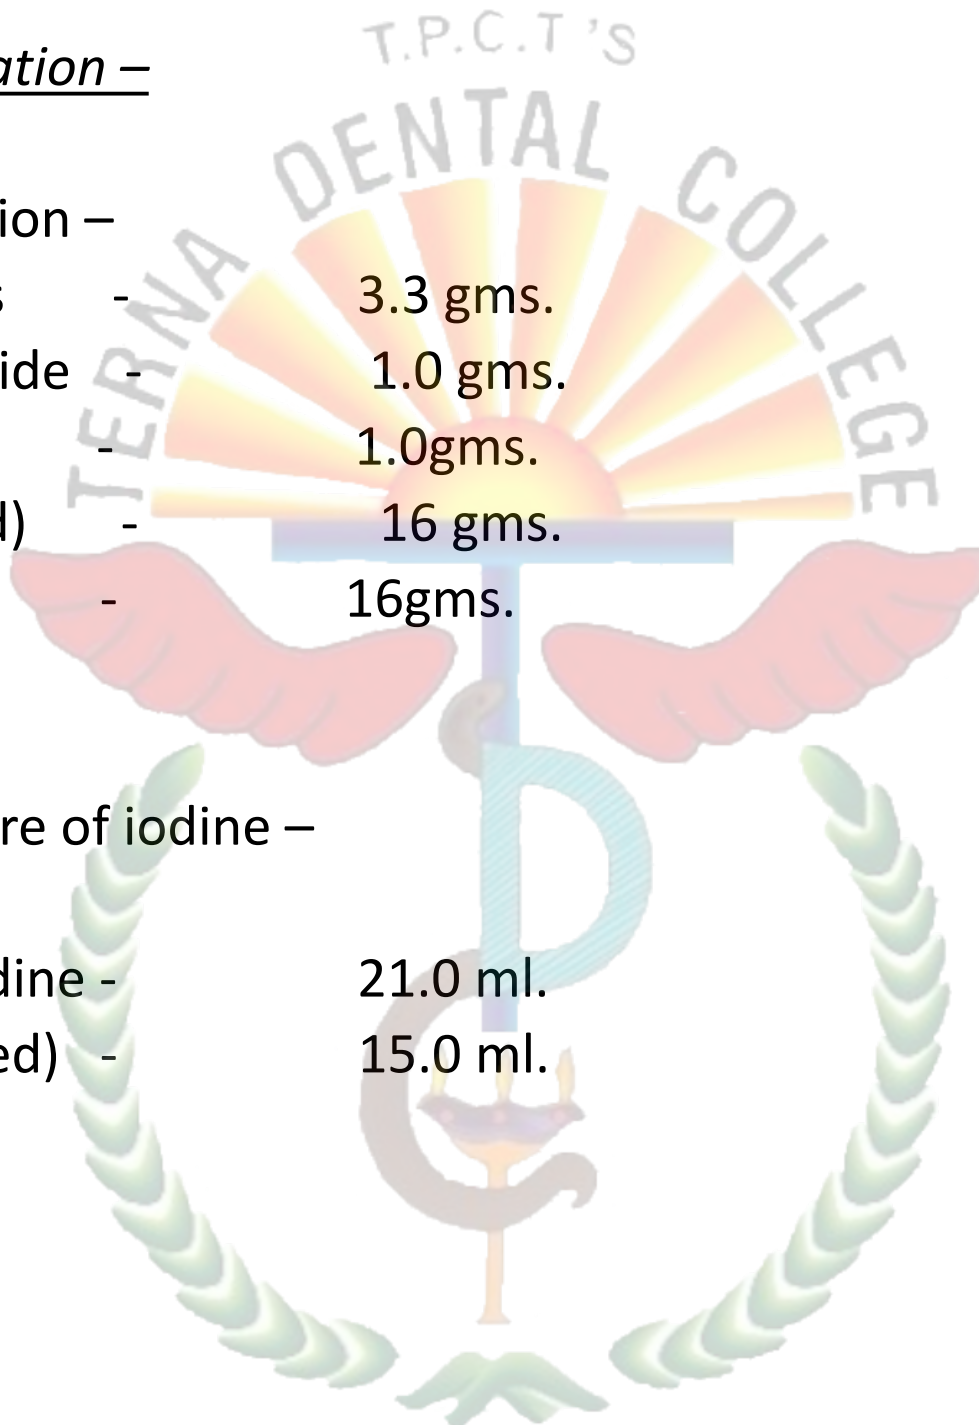 T.P.C.T'S
TERNA DENTAL COLLEGE
ation –
ion –
s - 3.3 gms.
ide - 1.0 gms.
- 1.0gms.
d) - 16 gms.
- 16gms.
re of iodine –
dine - 21.0 ml.
ed) - 15.0 ml.